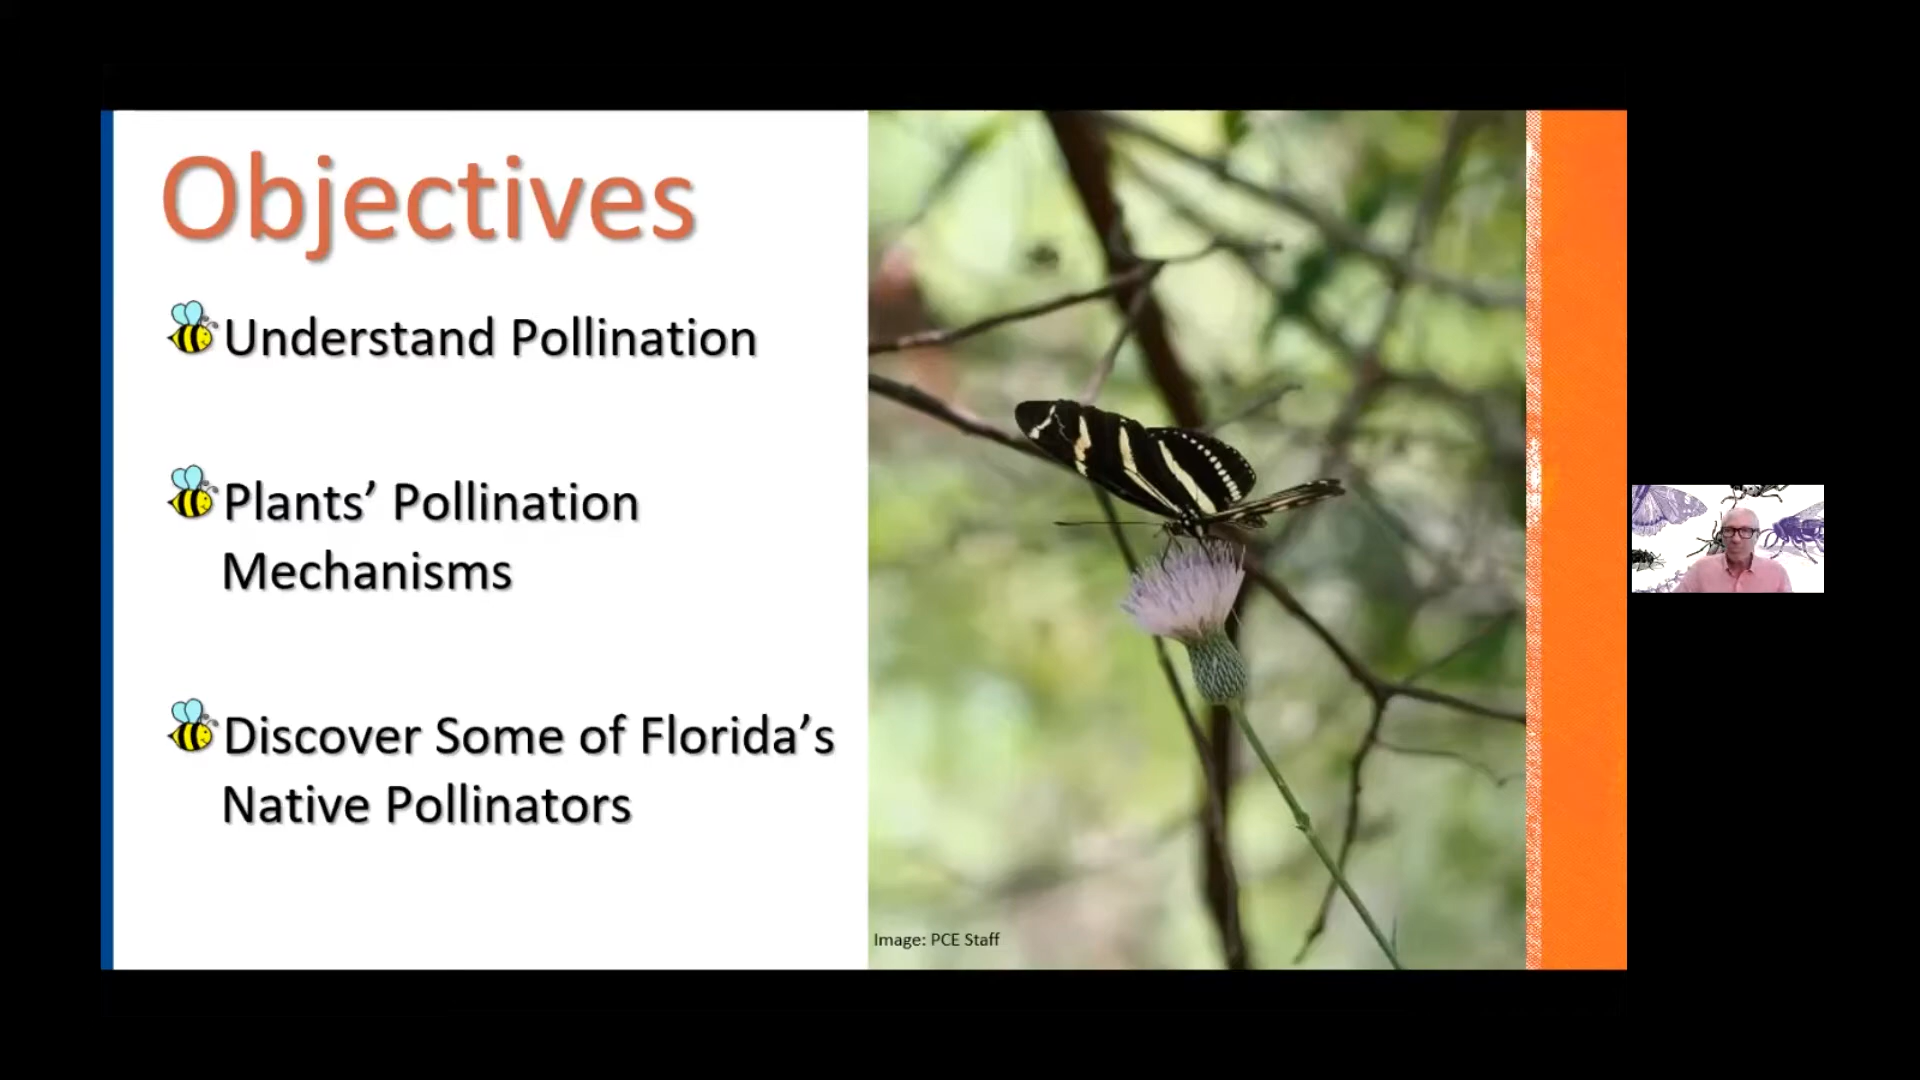 Objectives
Understand Pollination
Plants’ Pollination
Mechanisms
Discover Some of Florida’s
Native Pollinators
Image: PCE Staff